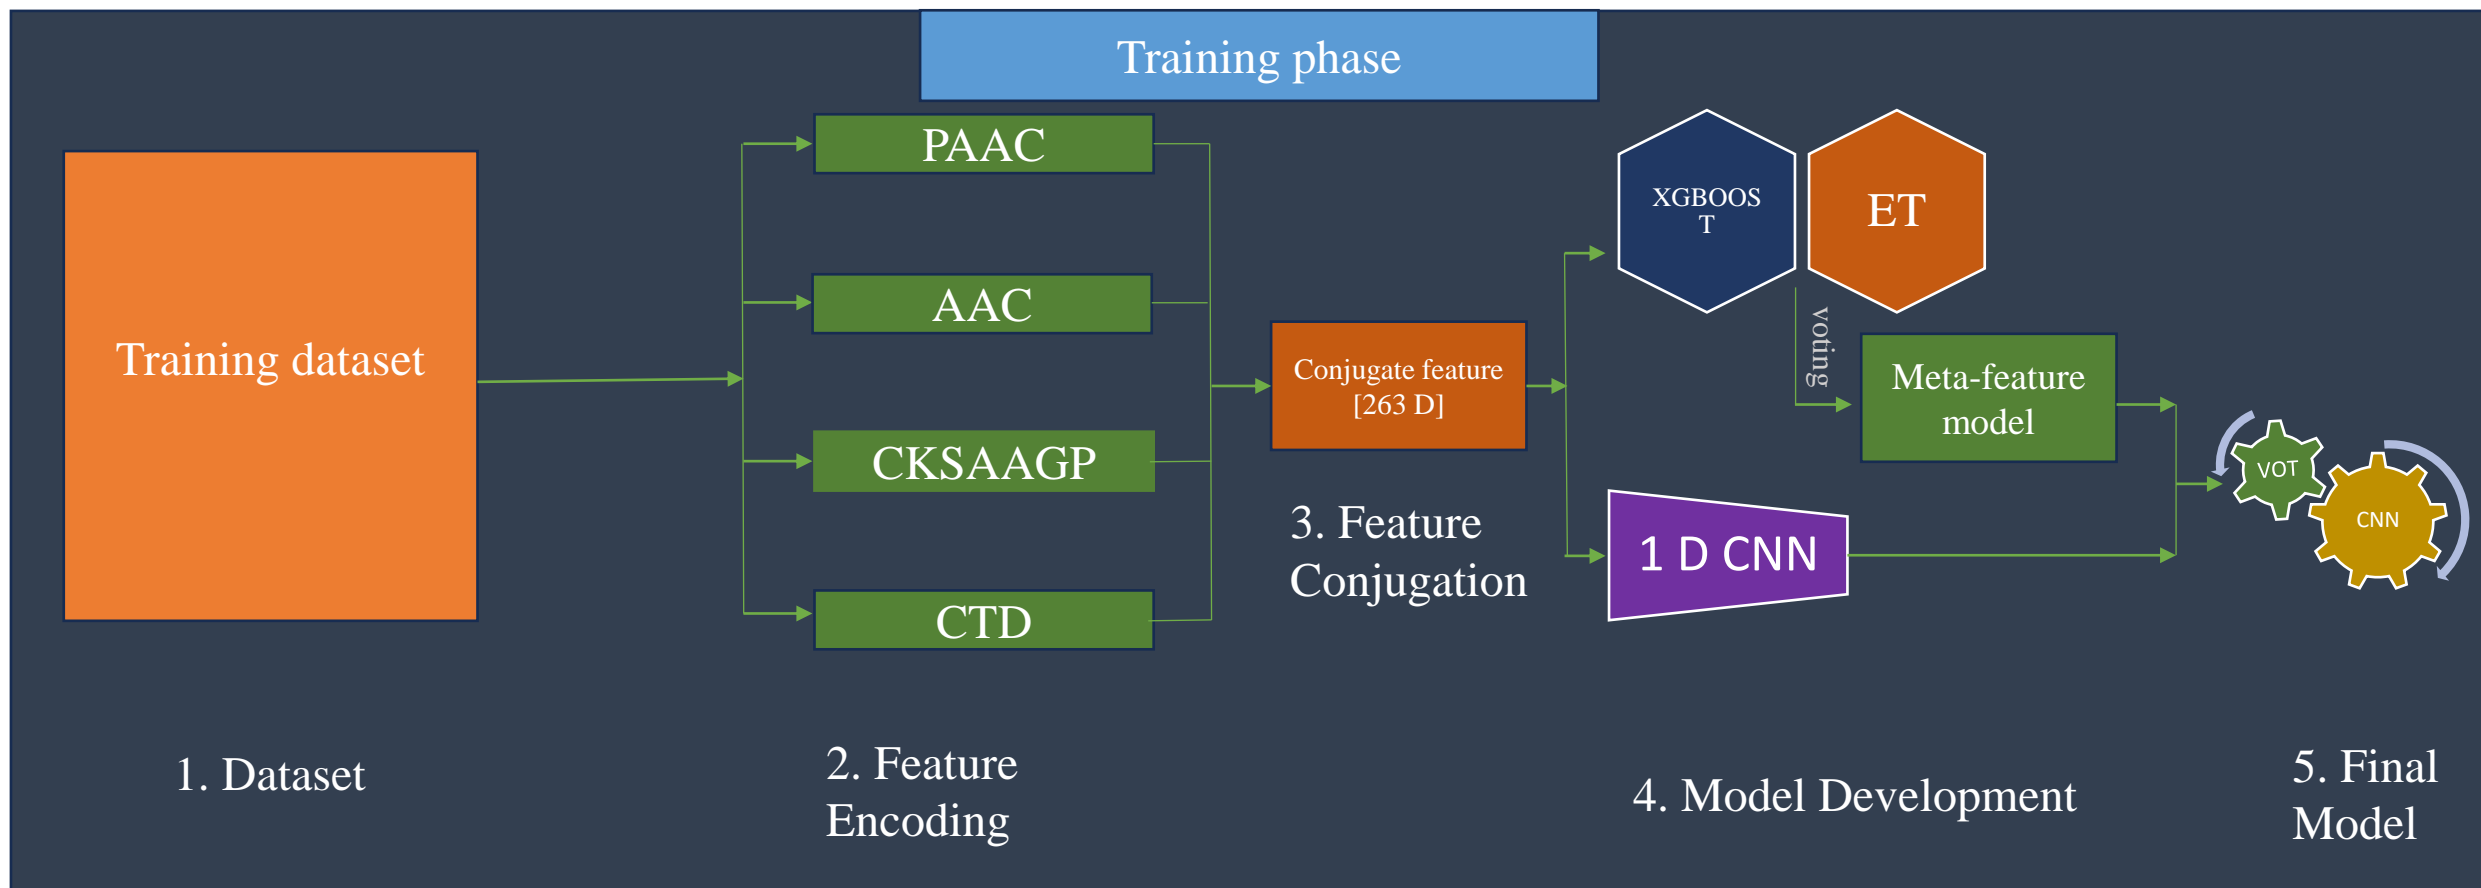 Training phase
Training dataset
PAAC
AAC
CKSAAGP
CTD
Conjugate feature
[263 D]
XGBOOS
T
ET
voting
Meta-feature
model
1 D CNN
VOT
CNN
1. Dataset
2. Feature
Encoding
3. Feature
Conjugation
4. Model Development
5. Final
Model